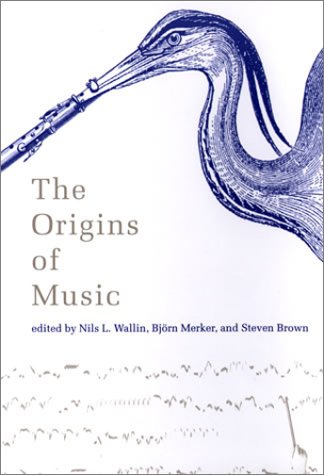 The
Origins
of
Music
edited by Nils L. Wallin, Björn Merker, and Steven Brown